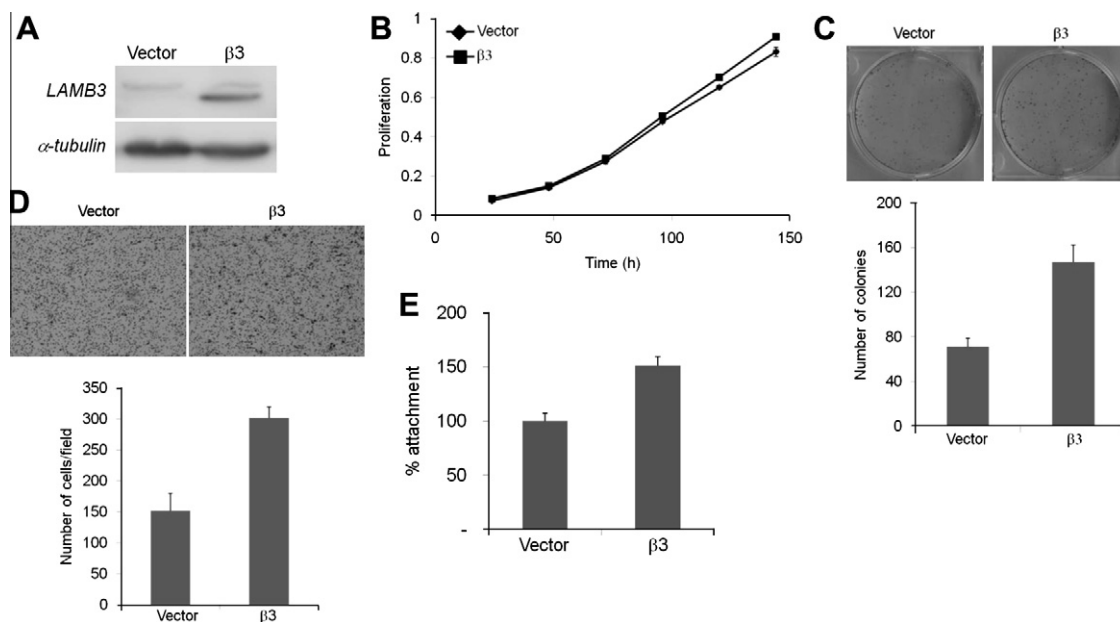 A
Vector β3
LAMB3
α-tubulin
B
Vector
β3
1
0.8
0.6
0.4
0.2
0
Proliferation
0 50 100 150
Time (h)
C
Vector β3
200
160
120
80
40
0
Number of colonies
Vector β3
D
Vector β3
350
300
250
200
150
100
50
0
Number of cells/field
Vector β3
E
200
150
100
50
-
% attachment
Vector β3